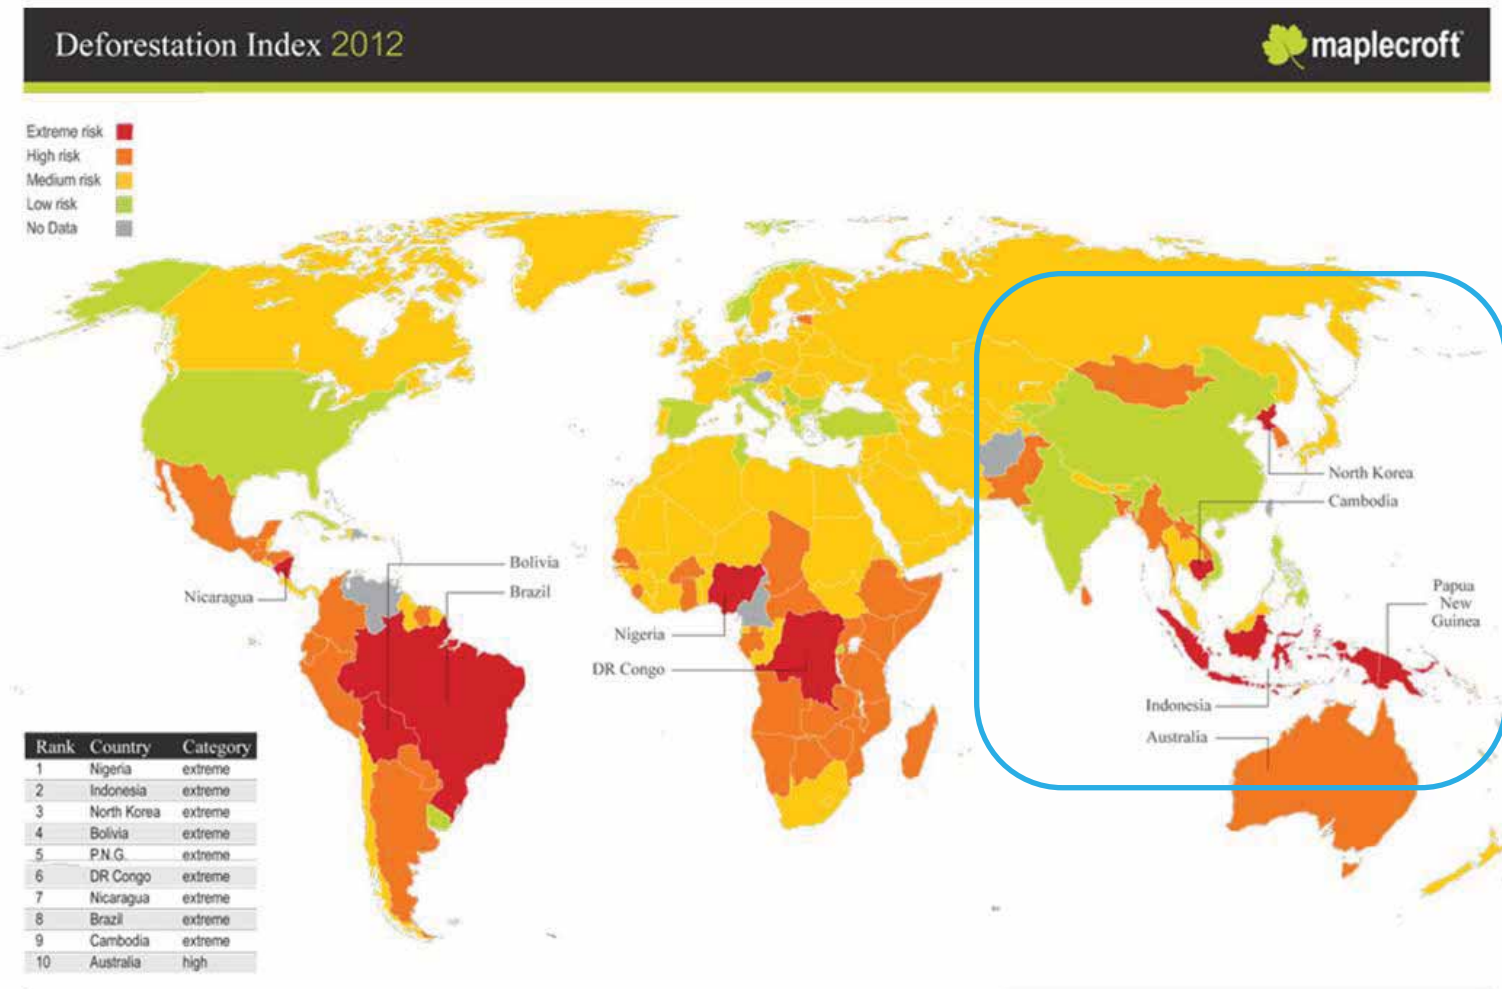 Deforestation Index 2012
maplecroft
Extreme risk
High risk
Medium risk
Low risk
No Data
North Korea
Cambodia
Bolivia
Brazil
Nicaragua
Papua
New
Guinea
Nigeria
DR Congo
Indonesia
Australia
Rank Country Category
1 Nigeria extreme
2 Indonesia extreme
3 North Korea extreme
4 Bolivia extreme
5 P.N.G. extreme
6 DR Congo extreme
7 Nicaragua extreme
8 Brazil extreme
9 Cambodia extreme
10 Australia high